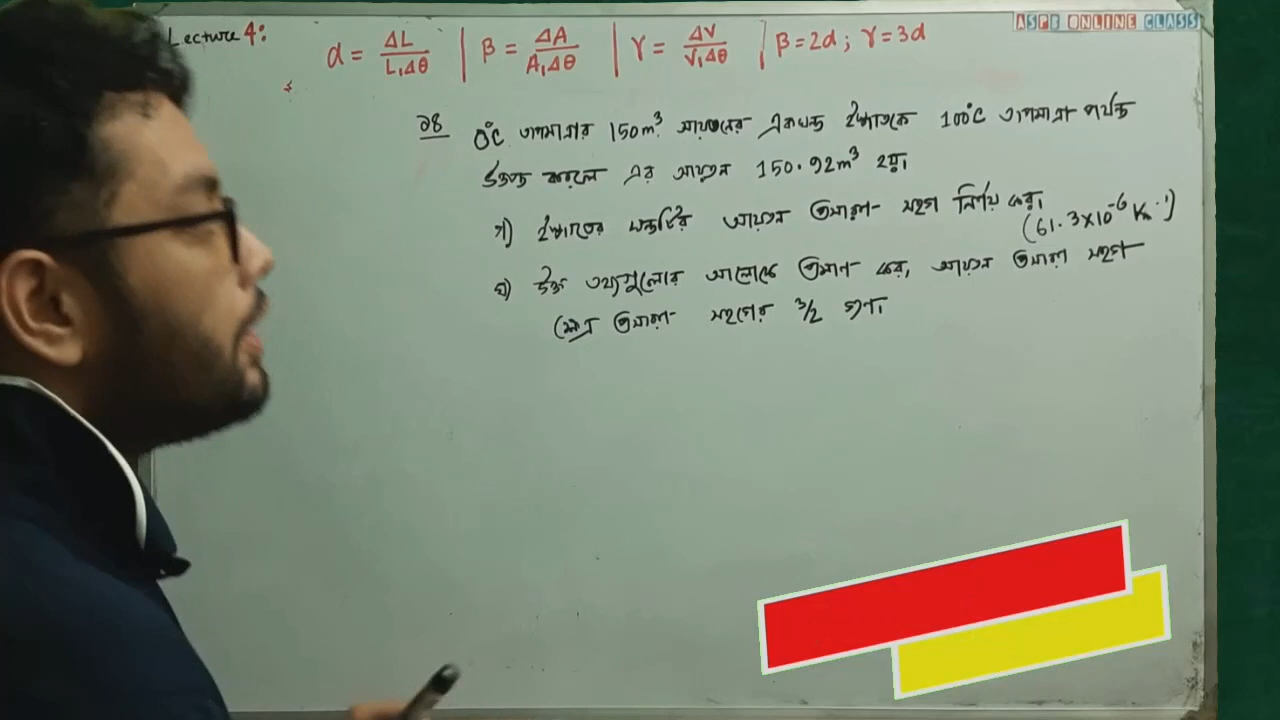 Lecture 4:
α = ΔL / L₁Δθ | β = ΔA / A₁Δθ | γ = ΔV / V₁Δθ | β = 2α ; γ = 3α
ASPB ONLINE CLASS
১৪ 0°C তাপমাত্রার 150m³ আয়তনের একখন্ড ইস্পাতকে 100°C তাপমাত্রা পর্যন্ত
উত্তপ্ত করলে এর আয়তন 150.92m³ হয়।
গ) ইস্পাতের খন্ডটির আয়তন প্রসারণ সহগ নির্ণয় কর।
(61.3×10⁻⁶ K⁻¹)
ঘ) উক্ত তথ্যগুলোর আলোকে প্রমাণ কর, আয়তন প্রসারণ সহগ
ক্ষেত্র প্রসারণ সহগের 3/2 গুণ।